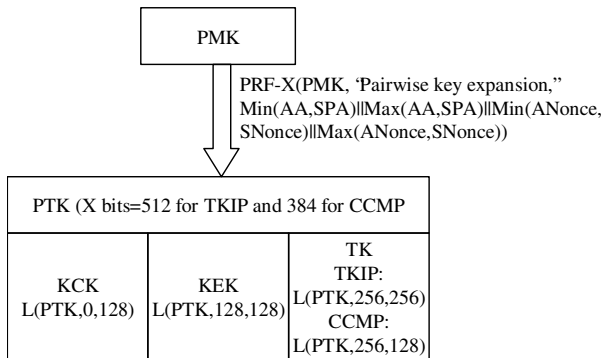 PMK
PRF-X(PMK, “Pairwise key expansion,”
Min(AA,SPA)||Max(AA,SPA)||Min(ANonce,
SNonce)||Max(ANonce,SNonce))
PTK (X bits=512 for TKIP and 384 for CCMP
KCK
L(PTK,0,128)
KEK
L(PTK,128,128)
TK
TKIP:
L(PTK,256,256)
CCMP:
L(PTK,256,128)